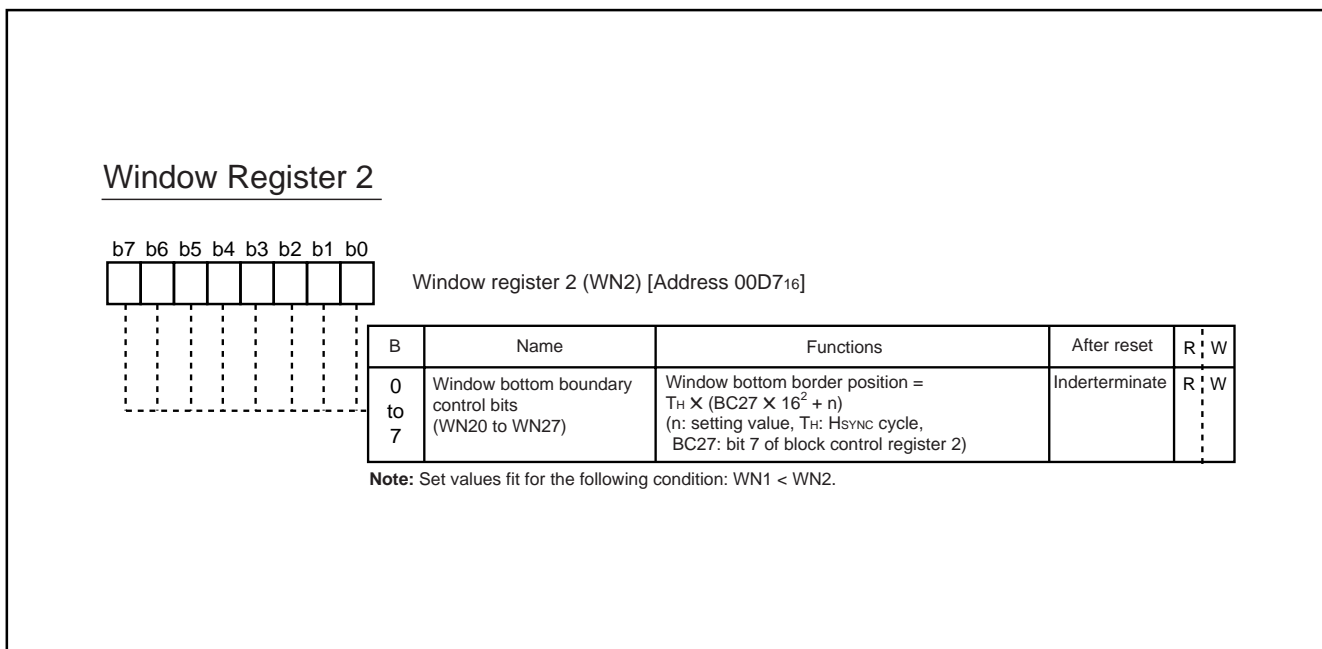 Window Register 2
b7 b6 b5 b4 b3 b2 b1 b0
Window register 2 (WN2) [Address 00D716]
B Name Functions After reset R W
0 to 7
Window bottom boundary
control bits
(WN20 to WN27)
Window bottom border position =
TH X (BC27 X 16² + n)
(n: setting value, TH: HSYNC cycle,
BC27: bit 7 of block control register 2)
Inderterminate
R W
Note: Set values fit for the following condition: WN1 < WN2.